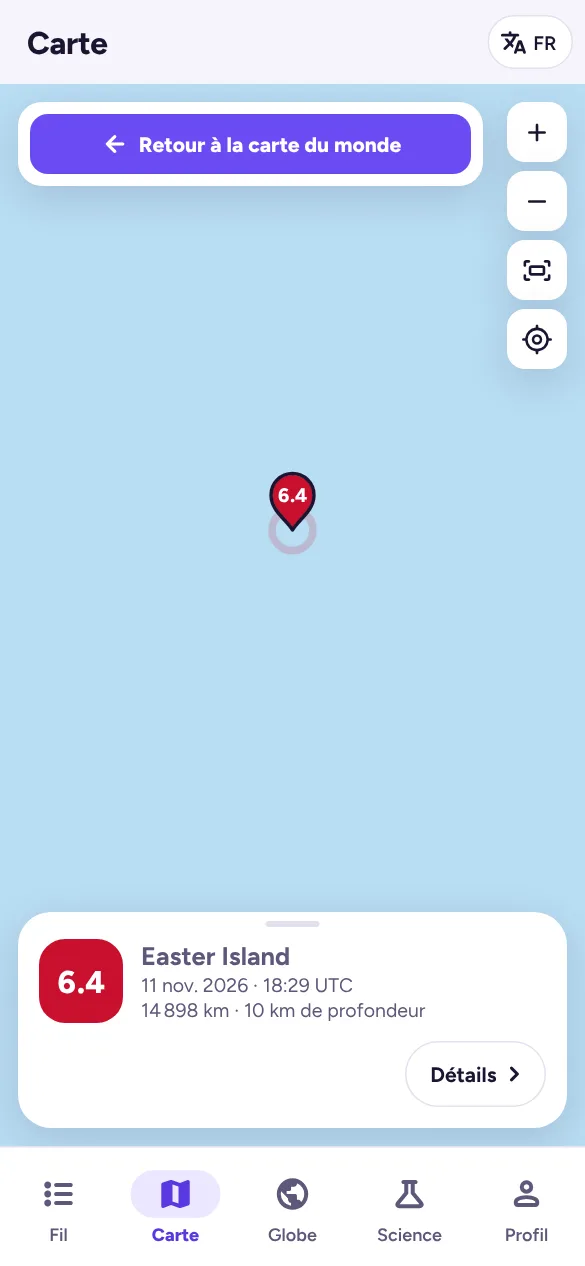 Carte
FR
Retour à la carte du monde
6.4
6.4
Easter Island
11 nov. 2026 · 18:29 UTC
14 898 km · 10 km de profondeur
Détails
Fil
Carte
Globe
Science
Profil